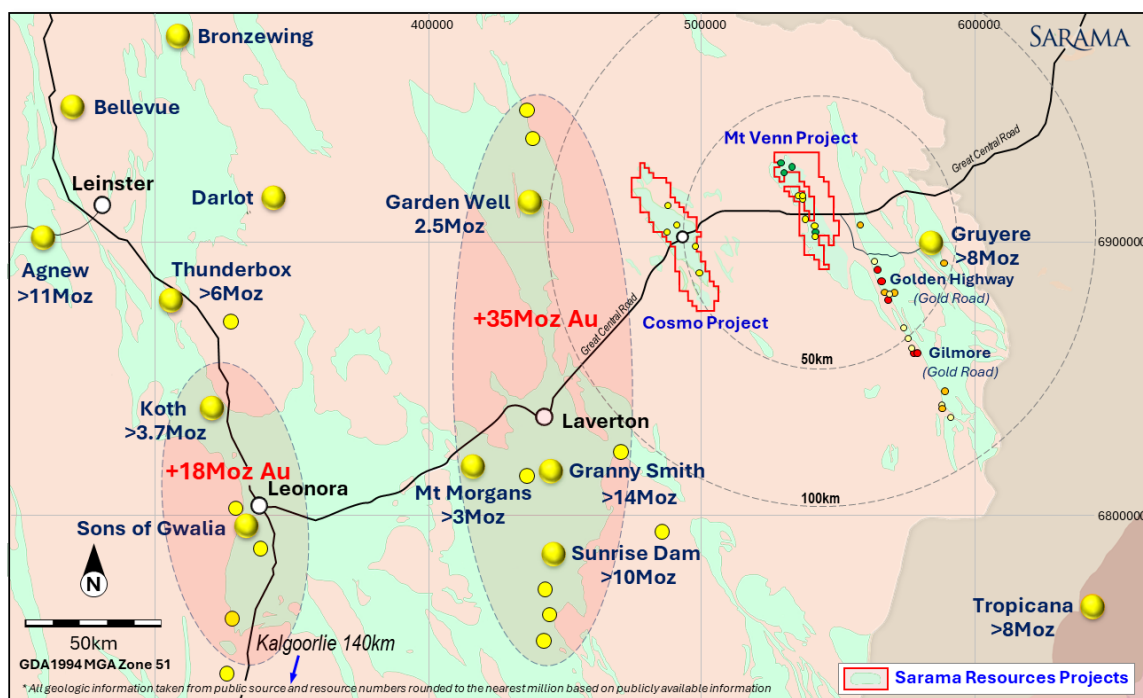 400000
500000
600000
SARAMA
Bronzewing
Bellevue
Mt Venn Project
Great Central Road
Leinster
Darlot
Garden Well
2.5Moz
Agnew
>11Moz
Thunderbox
>6Moz
Gruyere
>8Moz
6900000
Golden Highway
(Gold Road)
+35Moz Au
Great Central Road
Cosmo Project
50km
Gilmore
(Gold Road)
Koth
>3.7Moz
Laverton
+18Moz Au
Leonora
Mt Morgans
>3Moz
Granny Smith
>14Moz
100km
6800000
Sons of Gwalia
Sunrise Dam
>10Moz
N
Tropicana
>8Moz
50km
Kalgoorlie 140km
GDA1994 MGA Zone 51
* All geologic information taken from public source and resource numbers rounded to the nearest million based on publicly available information
Sarama Resources Projects